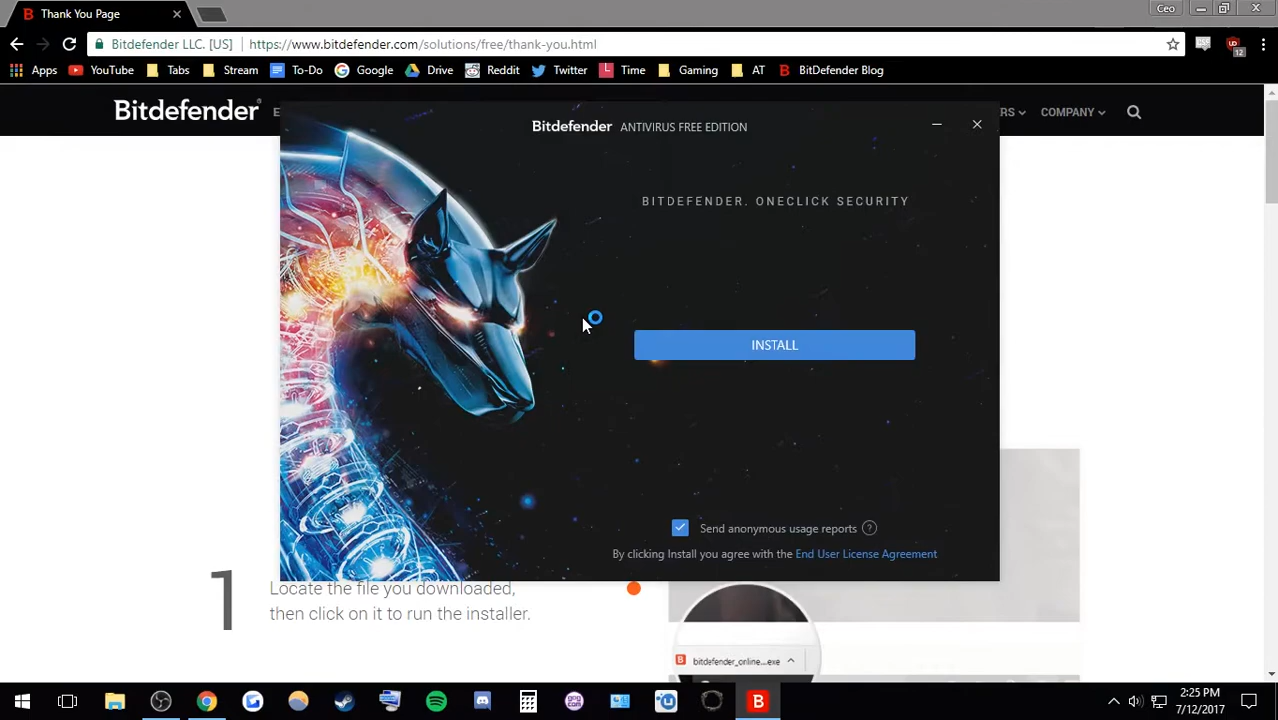 Thank You Page
Ceo
Bitdefender LLC. [US]
https://www.bitdefender.com/solutions/free/thank-you.html
12
Apps YouTube Tabs Stream To-Do Google Drive Reddit Twitter Time Gaming AT BitDefender Blog
Bitdefender®
COMPANY
Bitdefender ANTIVIRUS FREE EDITION
BITDEFENDER. ONECLICK SECURITY
INSTALL
Send anonymous usage reports ?
By clicking Install you agree with the End User License Agreement
1
Locate the file you downloaded,
then click on it to run the installer.
bitdefender_online....exe
2:25 PM
7/12/2017